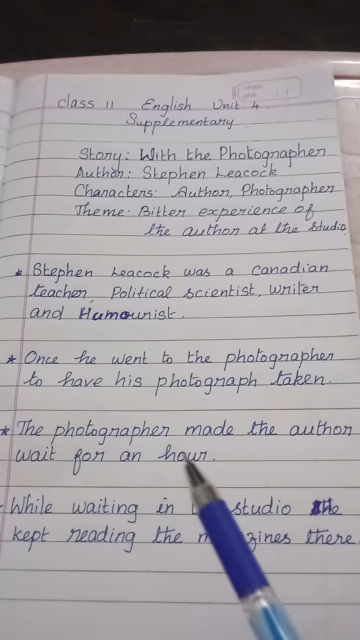 class 11 English Unit 4
Supplementary
Story: With the Photographer
Author: Stephen Leacock
Characters: Author, Photographer
Theme: Bitter experience of
the author at the studio
* Stephen Leacock was a Canadian
teacher, Political scientist, Writer
and Humourist.
* Once he went to the photographer
to have his photograph taken.
* The photographer made the author
wait for an hour.
While waiting in studio he
kept reading the there